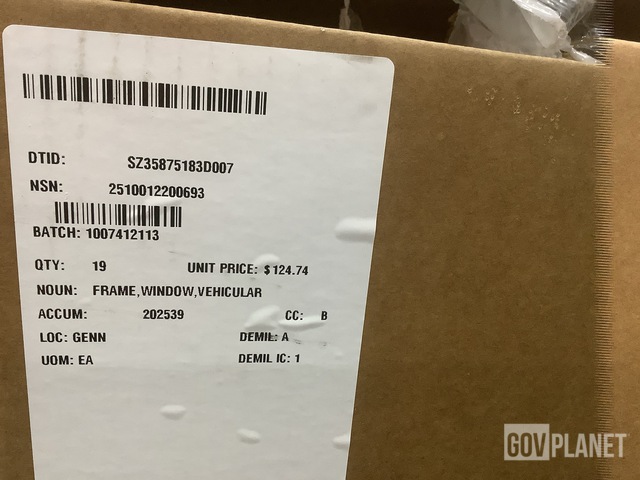 DTID: SZ35875183D007
NSN: 2510012200693
BATCH: 1007412113
QTY: 19 UNIT PRICE: $124.74
NOUN: FRAME,WINDOW,VEHICULAR
ACCUM: 202539 CC: B
LOC: GENN DEMIL: A
UOM: EA DEMIL IC: 1
GOVPLANET